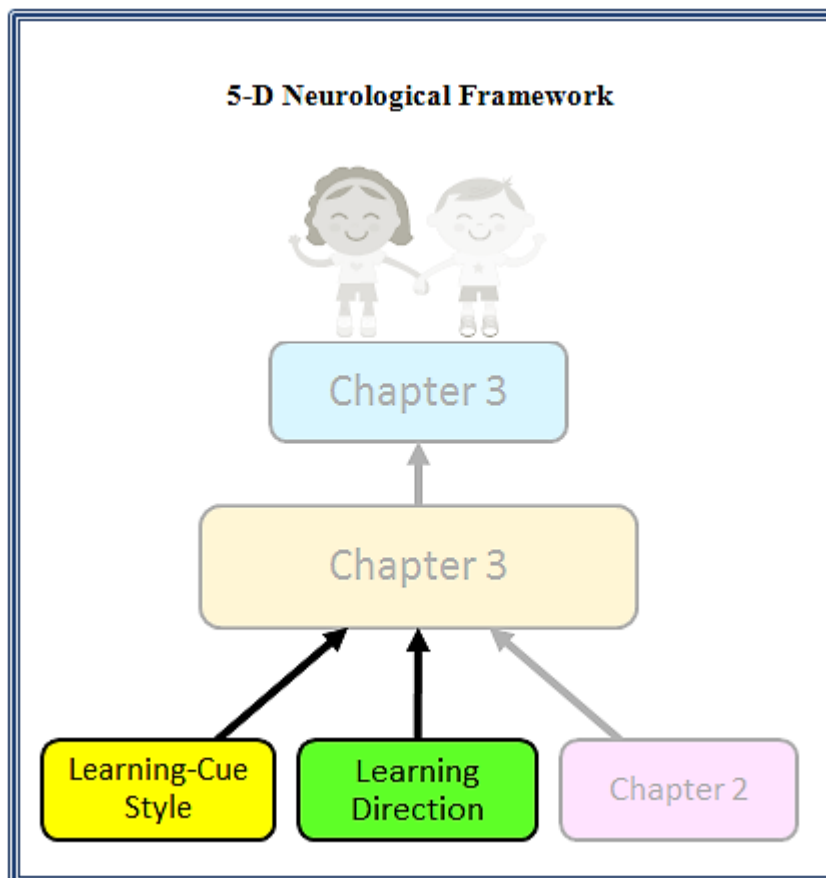 5-D Neurological Framework
Chapter 3
Chapter 3
Learning-Cue
Style
Learning
Direction
Chapter 2